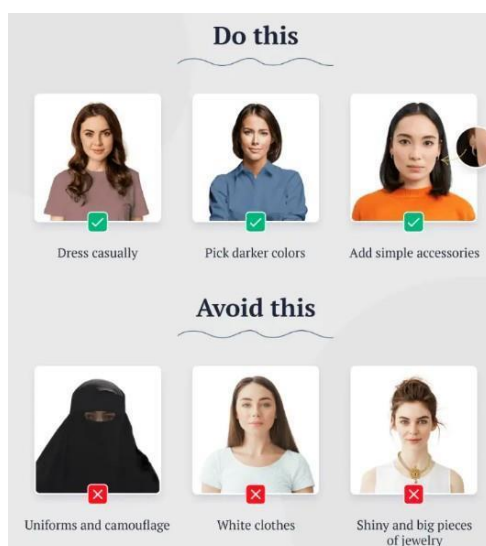 Do this
Dress casually
Pick darker colors
Add simple accessories
Avoid this
Uniforms and camouflage
White clothes
Shiny and big pieces
of jewelry